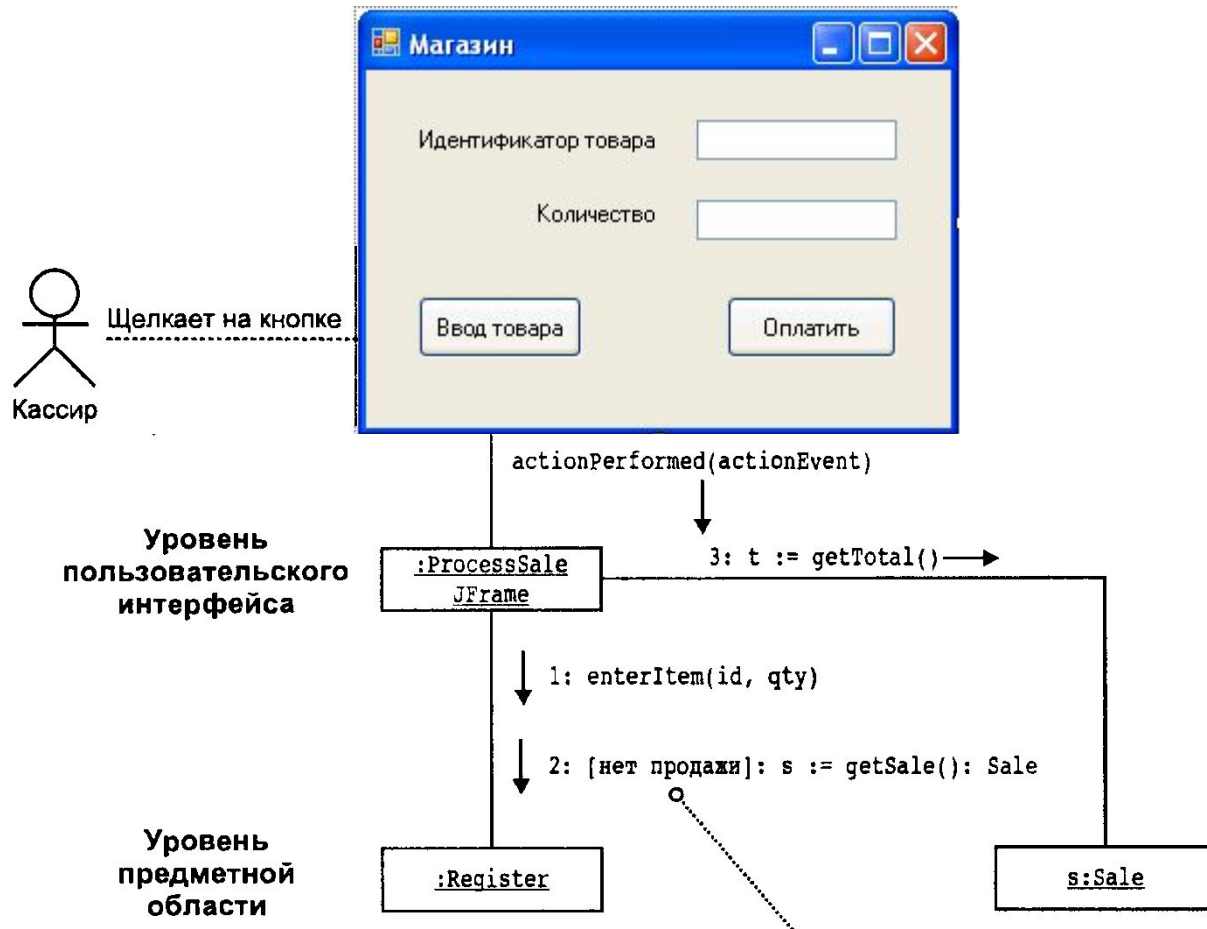 Магазин
Идентификатор товара
Количество
Щелкает на кнопке
Ввод товара
Оплатить
Кассир
actionPerformed(actionEvent)
Уровень
пользовательского
интерфейса
:ProcessSale
JFrame
3: t := getTotal()
1: enterItem(id, qty)
2: [нет продажи]: s := getSale(): Sale
Уровень
предметной
области
:Register
s:Sale